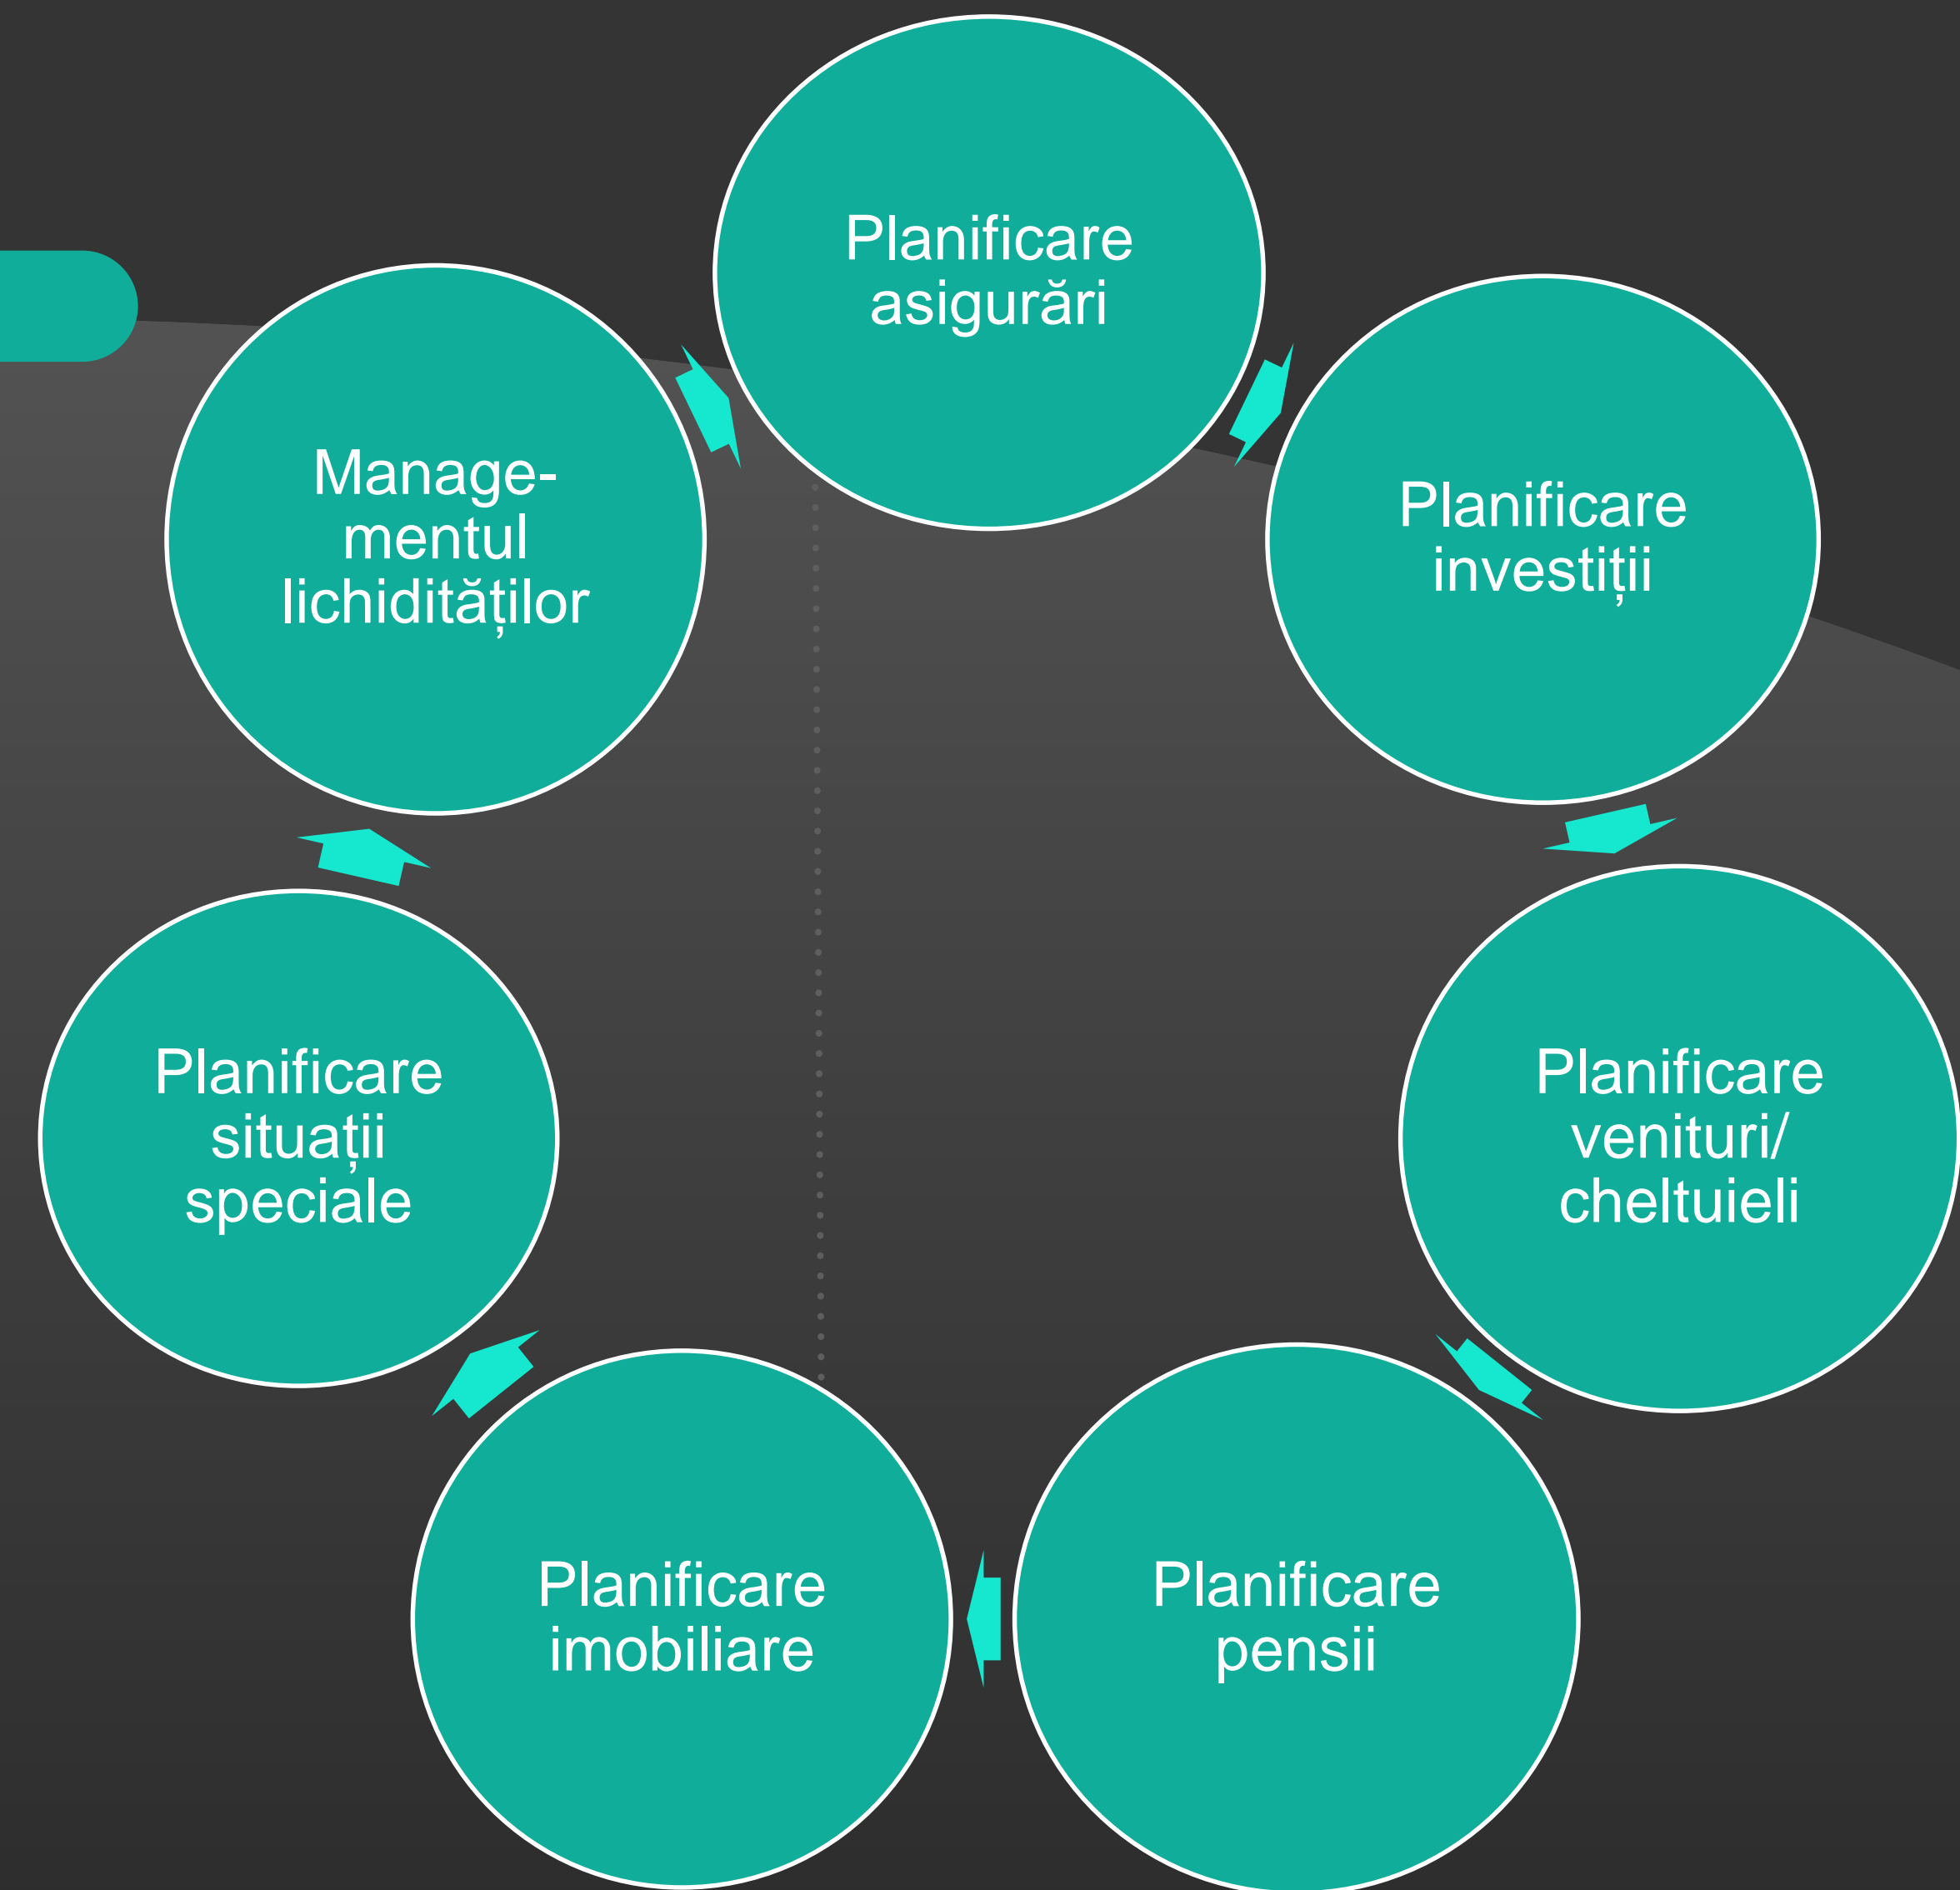 Planificare
asigurări
Planificare
investiții
Planificare
venituri/
cheltuieli
Planificare
pensii
Planificare
imobiliare
Planificare
situații
speciale
Manage-
mentul
lichidităților